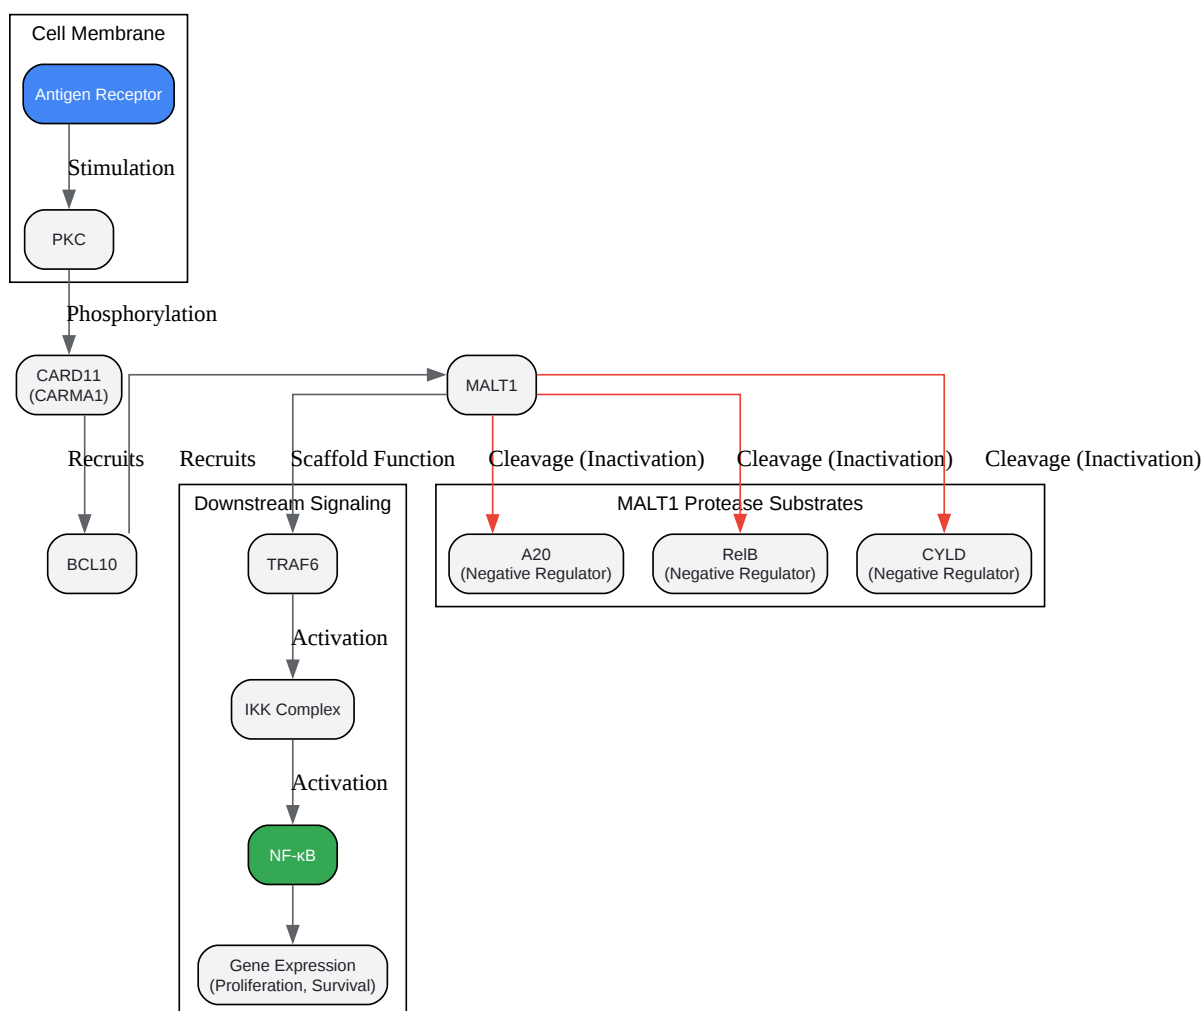 Cell Membrane
Antigen Receptor
Stimulation
PKC
Phosphorylation
CARD11
(CARMA1)
MALT1
Recruits
Recruits
Scaffold Function
Cleavage (Inactivation)
Cleavage (Inactivation)
Cleavage (Inactivation)
Downstream Signaling
MALT1 Protease Substrates
BCL10
TRAF6
A20
(Negative Regulator)
RelB
(Negative Regulator)
CYLD
(Negative Regulator)
Activation
IKK Complex
Activation
NF-κB
Gene Expression
(Proliferation, Survival)